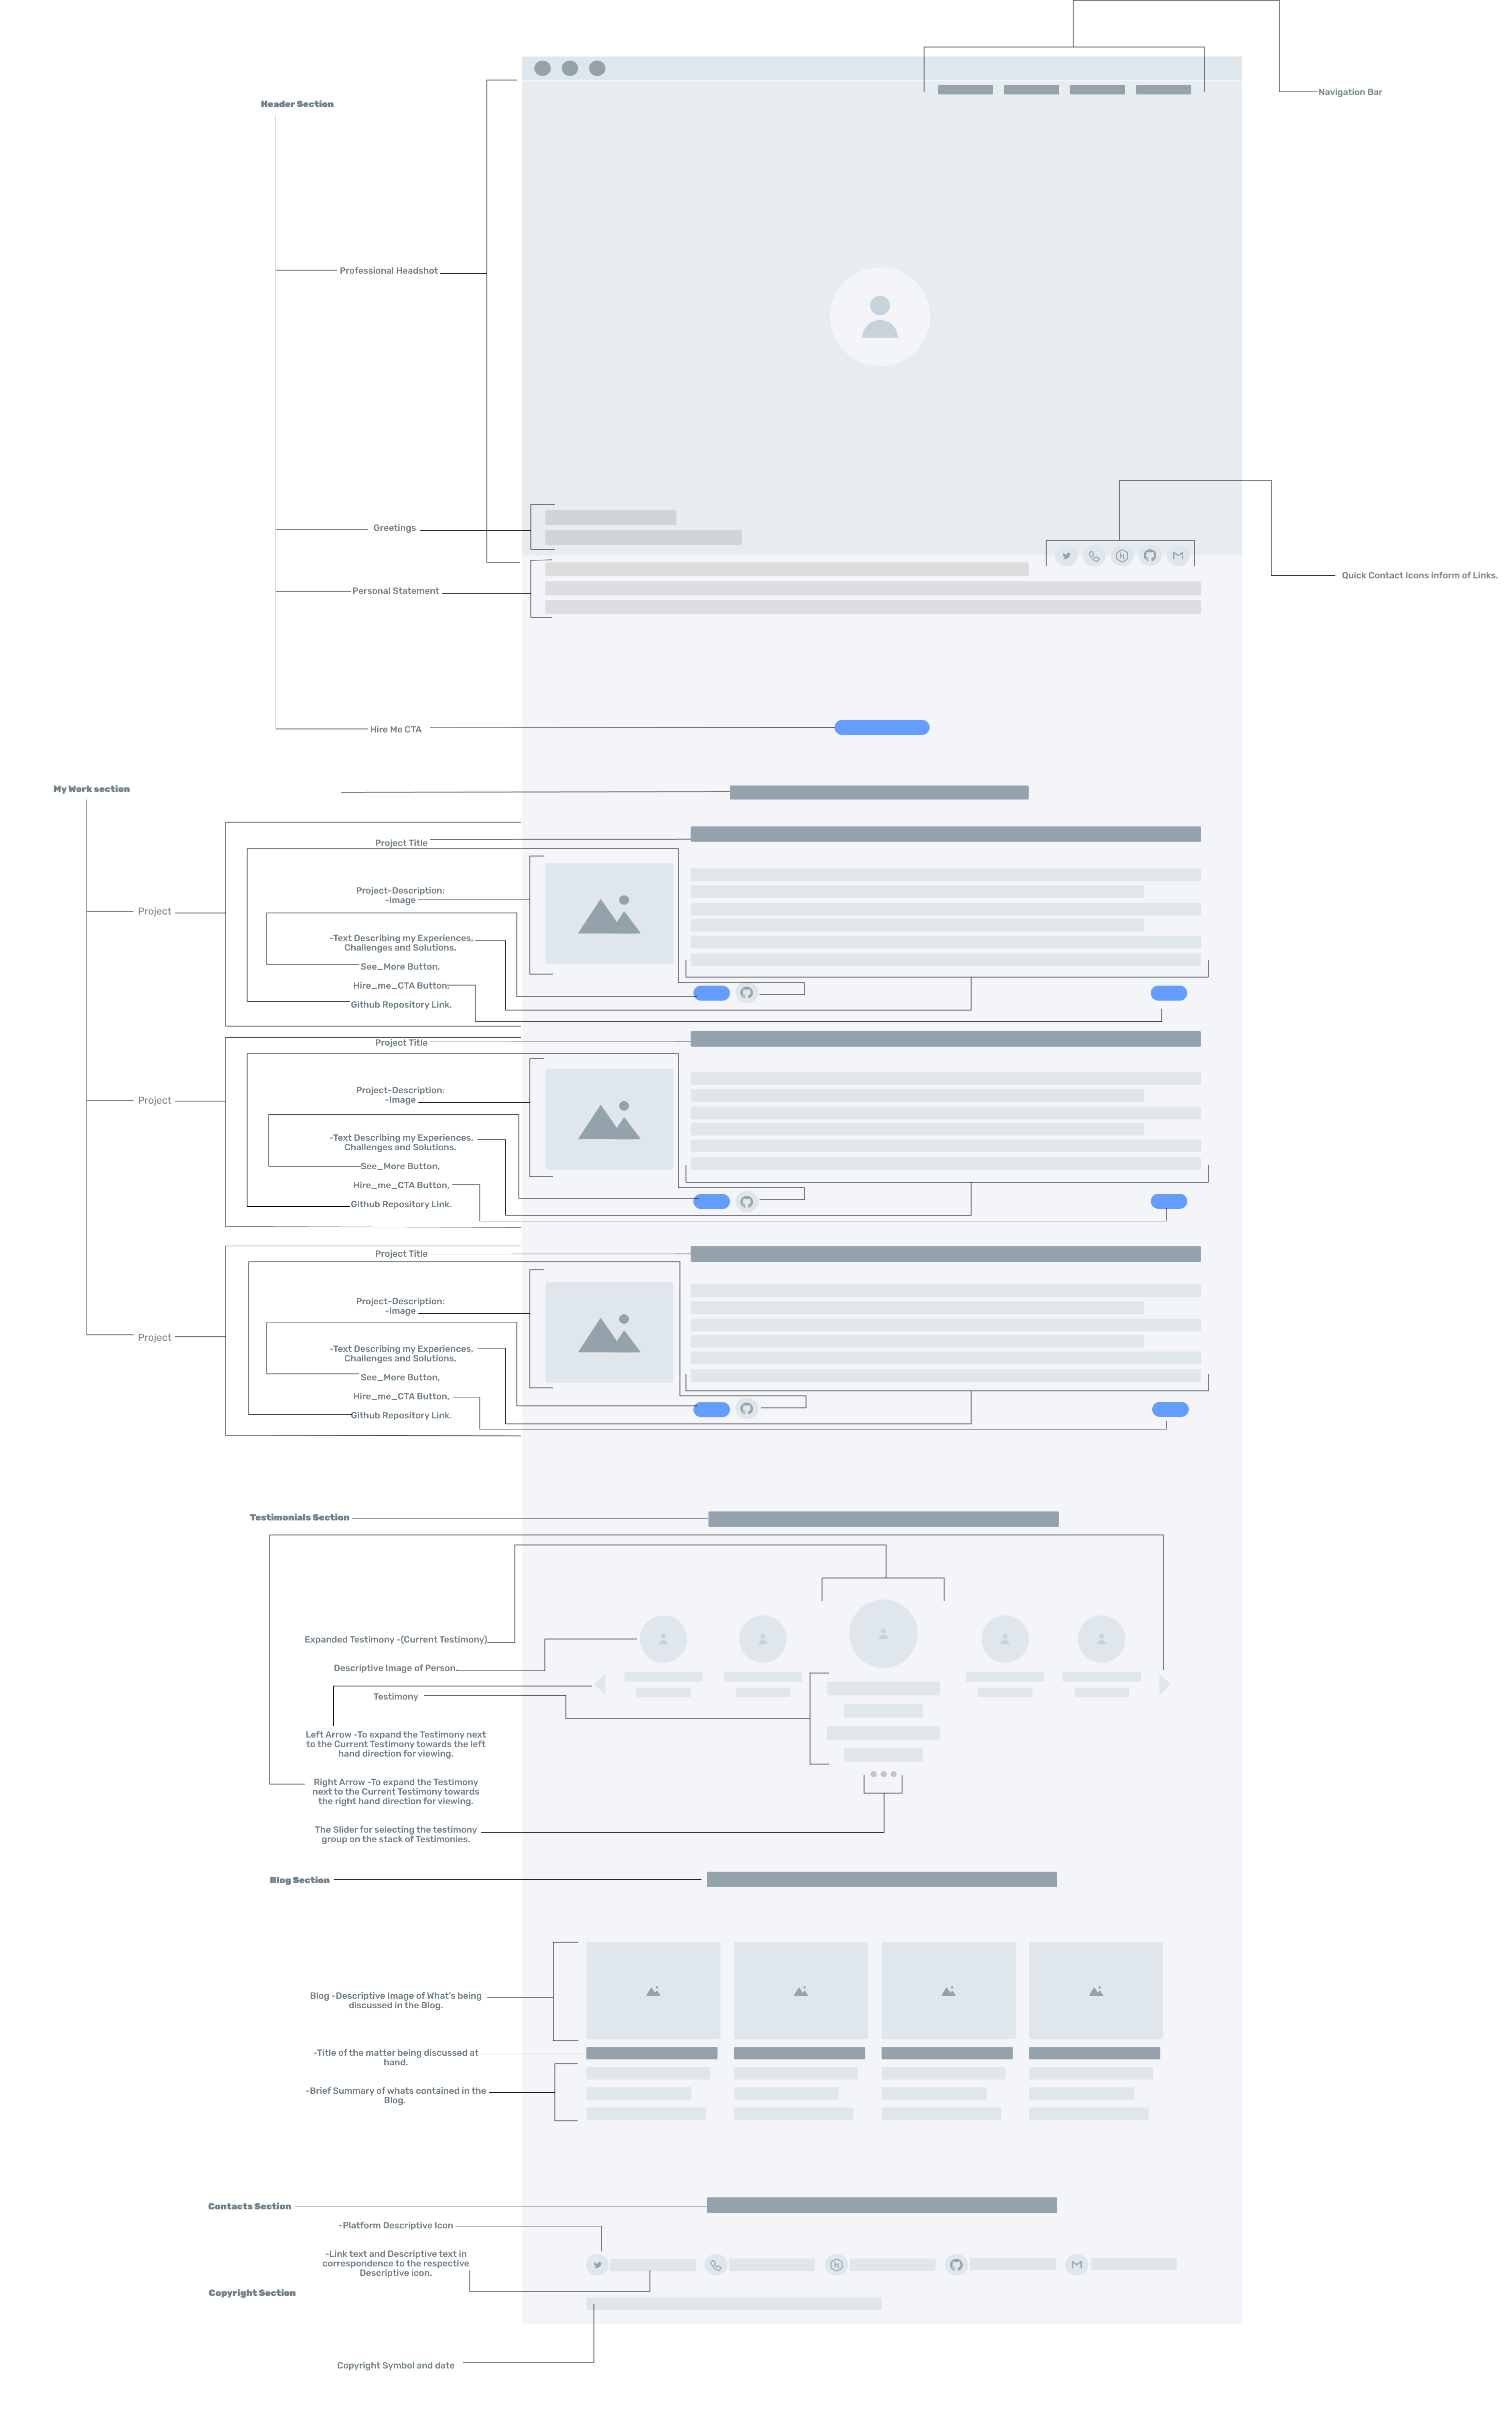 Navigation Bar
Header Section
Professional Headshot
Greetings
Quick Contact Icons inform of Links.
Personal Statement
Hire Me CTA
My Work section
Project Title
Project-Description:
-Image
Project
-Text Describing my Experiences,
Challenges and Solutions.
See_More Button,
Hire_me_CTA Button,
Github Repository Link.
Project Title
Project-Description:
-Image
Project
-Text Describing my Experiences,
Challenges and Solutions.
See_More Button,
Hire_me_CTA Button,
Github Repository Link.
Project Title
Project-Description:
-Image
Project
-Text Describing my Experiences,
Challenges and Solutions.
See_More Button,
Hire_me_CTA Button,
Github Repository Link.
Testimonials Section
Expanded Testimony -(Current Testimony)
Descriptive Image of Person.
Testimony
Left Arrow -To expand the Testimony next
to the Current Testimony towards the left
hand direction for viewing.
Right Arrow -To expand the Testimony
next to the Current Testimony towards
the right hand direction for viewing.
The Slider for selecting the testimony
group on the stack of Testimonies.
Blog Section
Blog -Descriptive Image of What's being
discussed in the Blog.
-Title of the matter being discussed at
hand.
-Brief Summary of whats contained in the
Blog.
Contacts Section
-Platform Descriptive Icon
-Link text and Descriptive text in
correspondence to the respective
Descriptive icon.
Copyright Section
Copyright Symbol and date